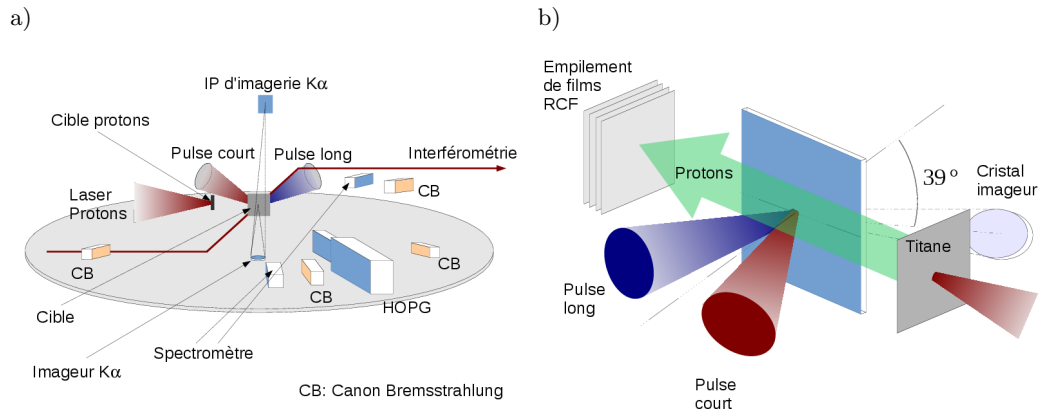 a)
IP d'imagerie Kα
Cible protons
Pulse court
Pulse long
Interférométrie
Laser
Protons
CB
CB
CB
CB
HOPG
Cible
Spectromètre
Imageur Kα
CB: Canon Bremsstrahlung
b)
Empilement
de films
RCF
Protons
39 °
Cristal
imageur
Titane
Pulse
long
Pulse
court